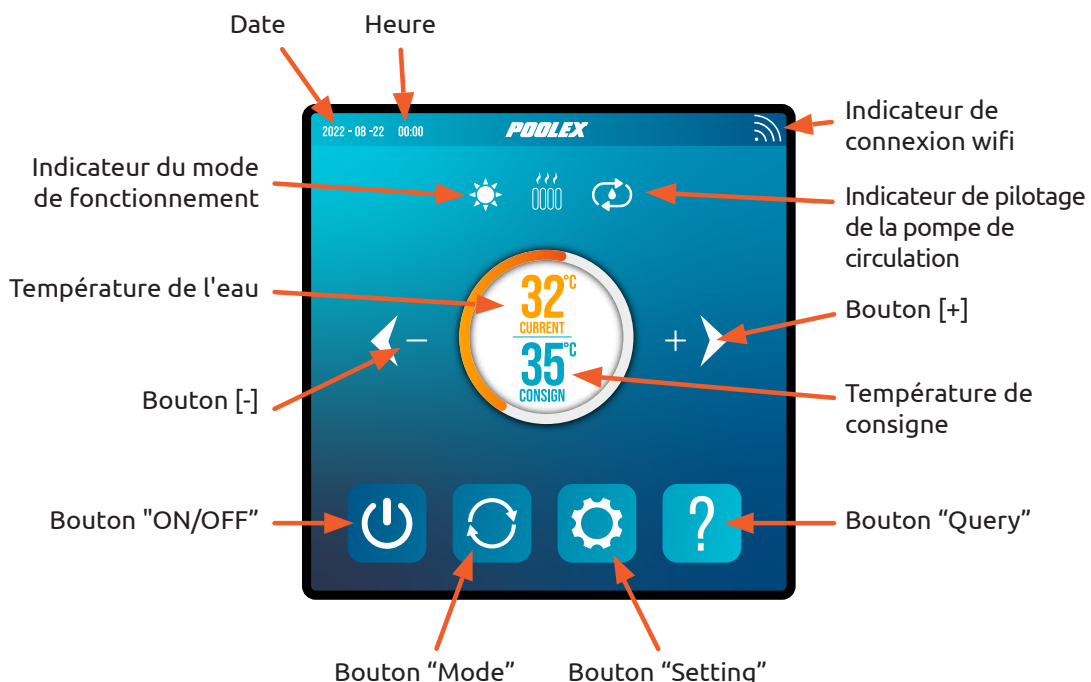 Date
Heure
2022 - 08 -22 00:00
POOLEX
Indicateur de
connexion wifi
Indicateur du mode
de fonctionnement
Indicateur de pilotage
de la pompe de
circulation
Température de l'eau
32°C
CURRENT
35°C
CONSIGN
- +
Bouton [+]
Bouton [-]
Température de
consigne
Bouton "ON/OFF”
?
Bouton “Query”
Bouton “Mode”
Bouton “Setting”